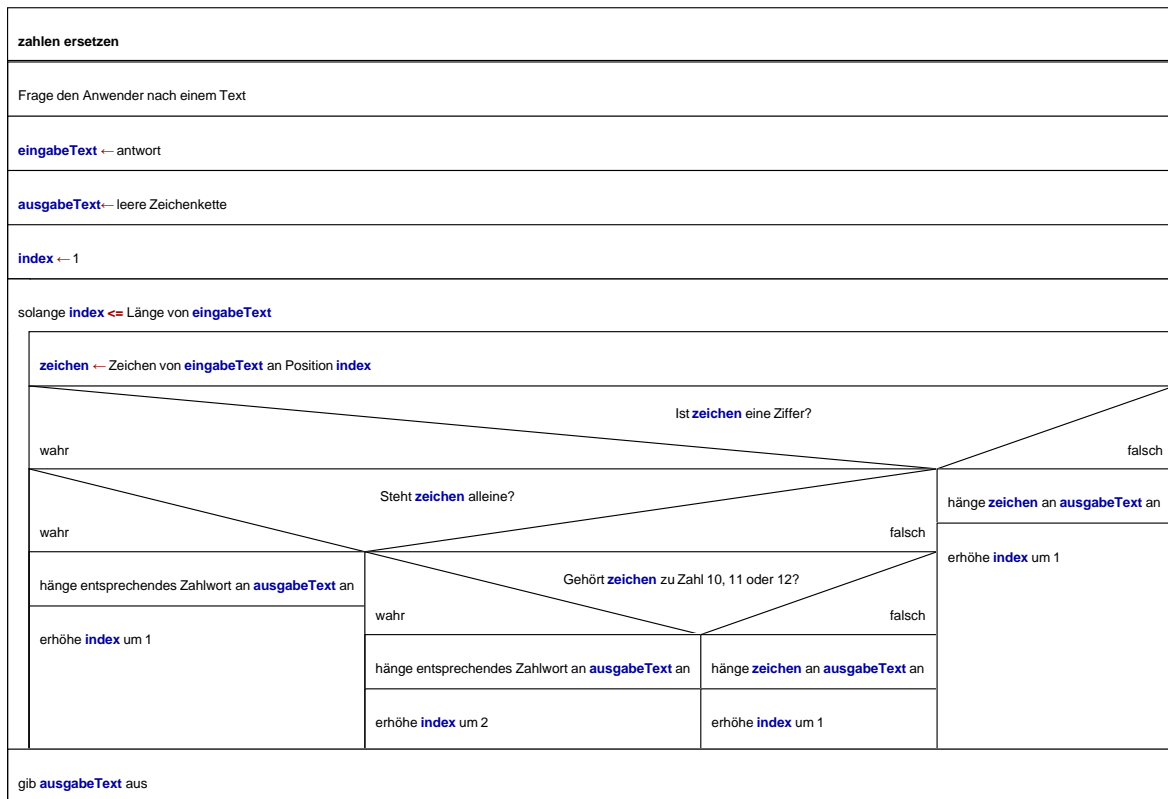 zahlen ersetzen
Frage den Anwender nach einem Text
eingabeText ← antwort
ausgabeText← leere Zeichenkette
index ← 1
solange index <= Länge von eingabeText
zeichen ← Zeichen von eingabeText an Position index
Ist zeichen eine Ziffer?
wahr
falsch
Steht zeichen alleine?
wahr
falsch
hänge zeichen an ausgabeText an
erhöhe index um 1
hänge entsprechendes Zahlwort an ausgabeText an
erhöhe index um 1
Gehört zeichen zu Zahl 10, 11 oder 12?
wahr
falsch
hänge entsprechendes Zahlwort an ausgabeText an
erhöhe index um 2
hänge zeichen an ausgabeText an
erhöhe index um 1
gib ausgabeText aus